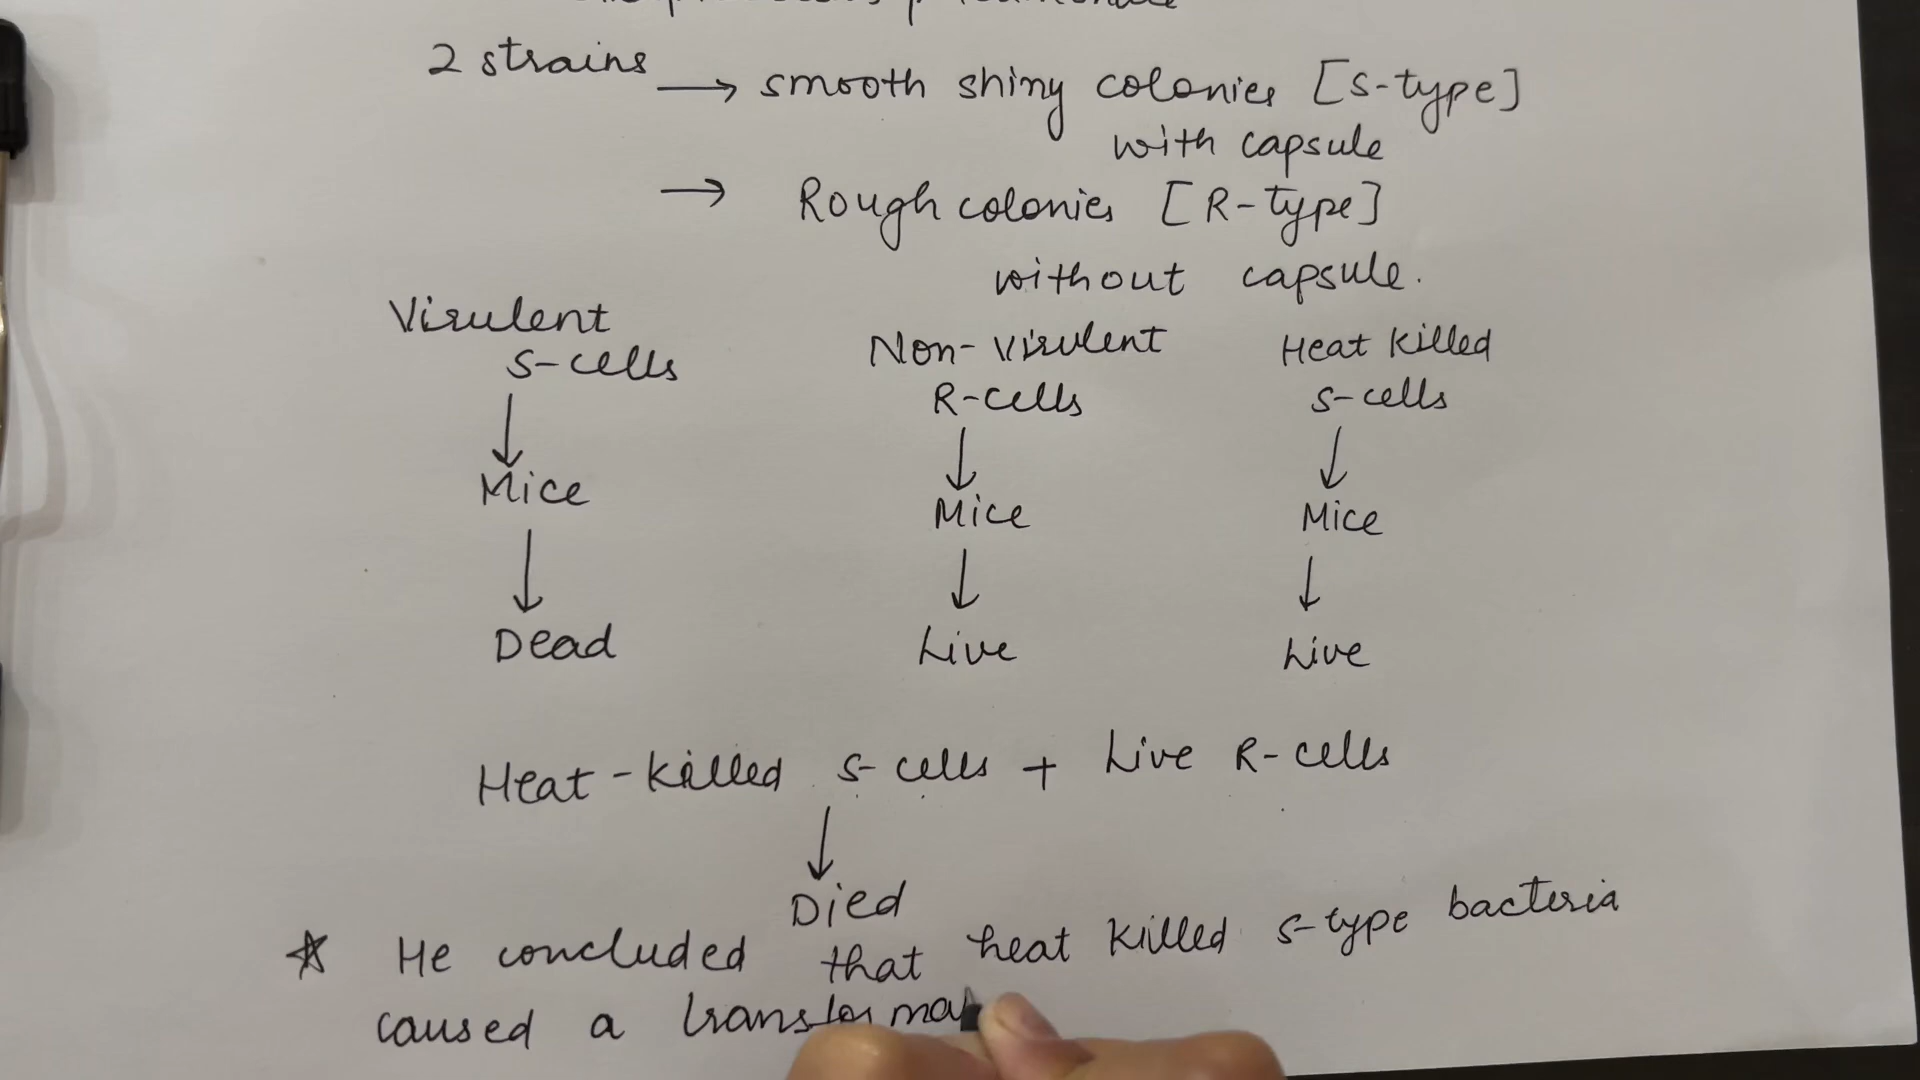 2 strains → smooth shiny colonies [S-type]
with capsule
→ Rough colonies [R-type]
without capsule.
Virulent
S-cells
↓
Mice
↓
Dead
Non-Virulent
R-cells
↓
Mice
↓
Live
Heat Killed
S-cells
↓
Mice
↓
Live
Heat-Killed S-cells + Live R-cells
↓
Died
☆ He concluded that heat killed S-type bacteria
caused a